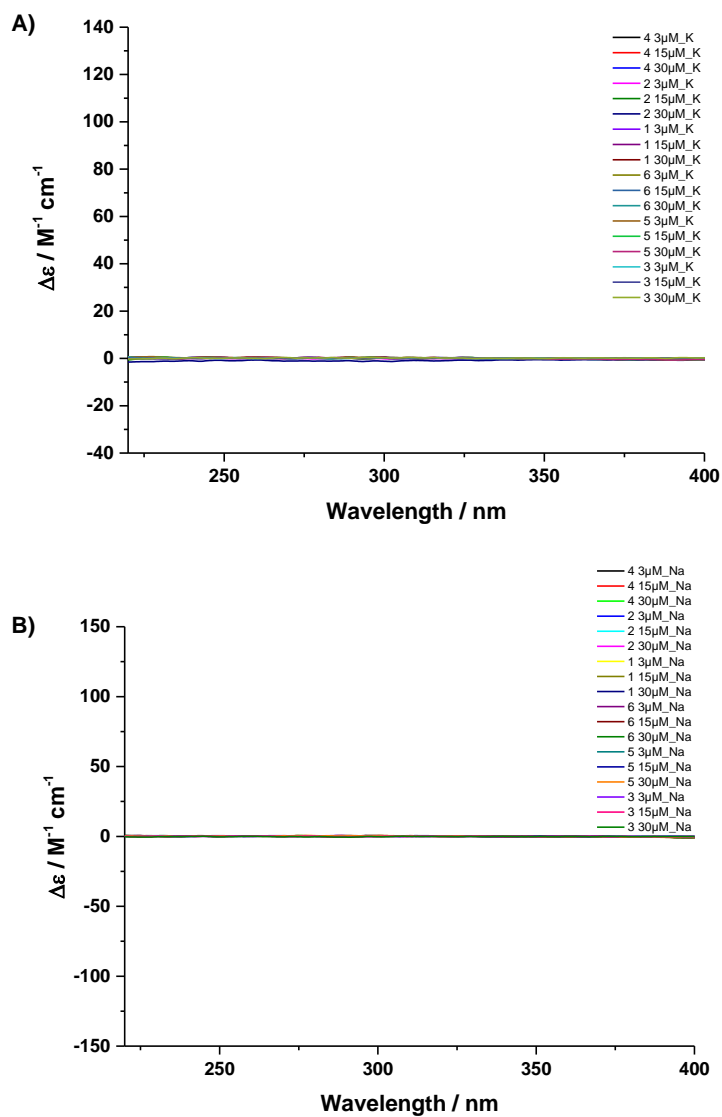 A)
140
120
100
80
60
40
20
0
-20
-40
Δε / M⁻¹ cm⁻¹
250
300
350
400
Wavelength / nm
4 3µM_K
4 15µM_K
4 30µM_K
2 3µM_K
2 15µM_K
2 30µM_K
1 3µM_K
1 15µM_K
1 30µM_K
6 3µM_K
6 15µM_K
6 30µM_K
5 3µM_K
5 15µM_K
5 30µM_K
3 3µM_K
3 15µM_K
3 30µM_K
B)
150
100
50
0
-50
-100
-150
Δε / M⁻¹ cm⁻¹
250
300
350
400
Wavelength / nm
4 3µM_Na
4 15µM_Na
4 30µM_Na
2 3µM_Na
2 15µM_Na
2 30µM_Na
1 3µM_Na
1 15µM_Na
1 30µM_Na
6 3µM_Na
6 15µM_Na
6 30µM_Na
5 3µM_Na
5 15µM_Na
5 30µM_Na
3 3µM_Na
3 15µM_Na
3 30µM_Na